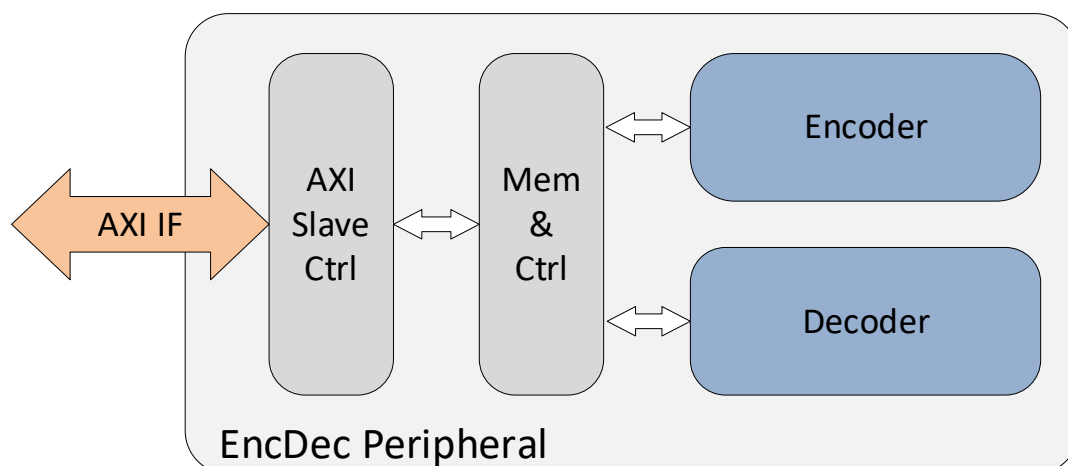 AXI IF
AXI
Slave
Ctrl
Mem
&
Ctrl
Encoder
Decoder
EncDec Peripheral